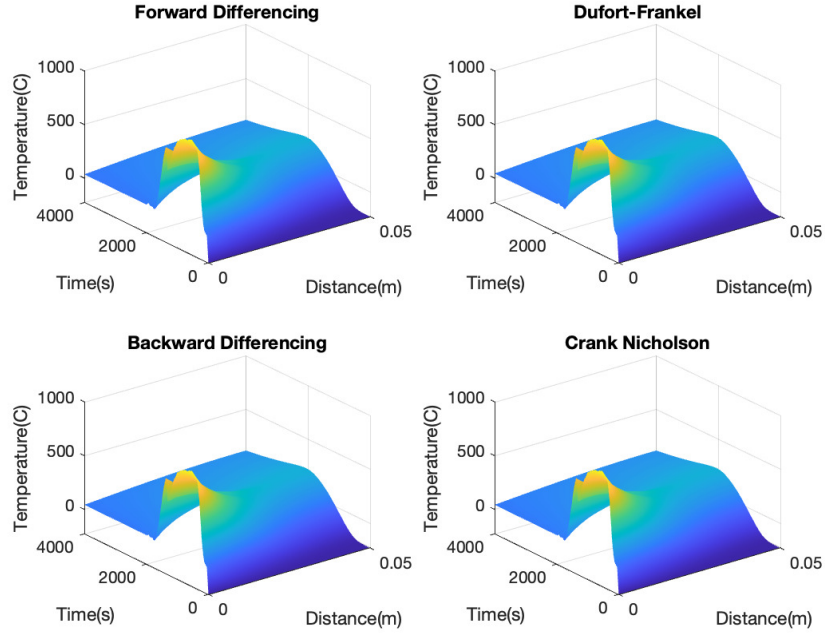 Forward Differencing
1000
500
0
4000
2000
0
0
0.05
Temperature(C)
Time(s)
Distance(m)
Dufort-Frankel
1000
500
0
4000
2000
0
0
0.05
Temperature(C)
Time(s)
Distance(m)
Backward Differencing
1000
500
0
4000
2000
0
0
0.05
Temperature(C)
Time(s)
Distance(m)
Crank Nicholson
1000
500
0
4000
2000
0
0
0.05
Temperature(C)
Time(s)
Distance(m)